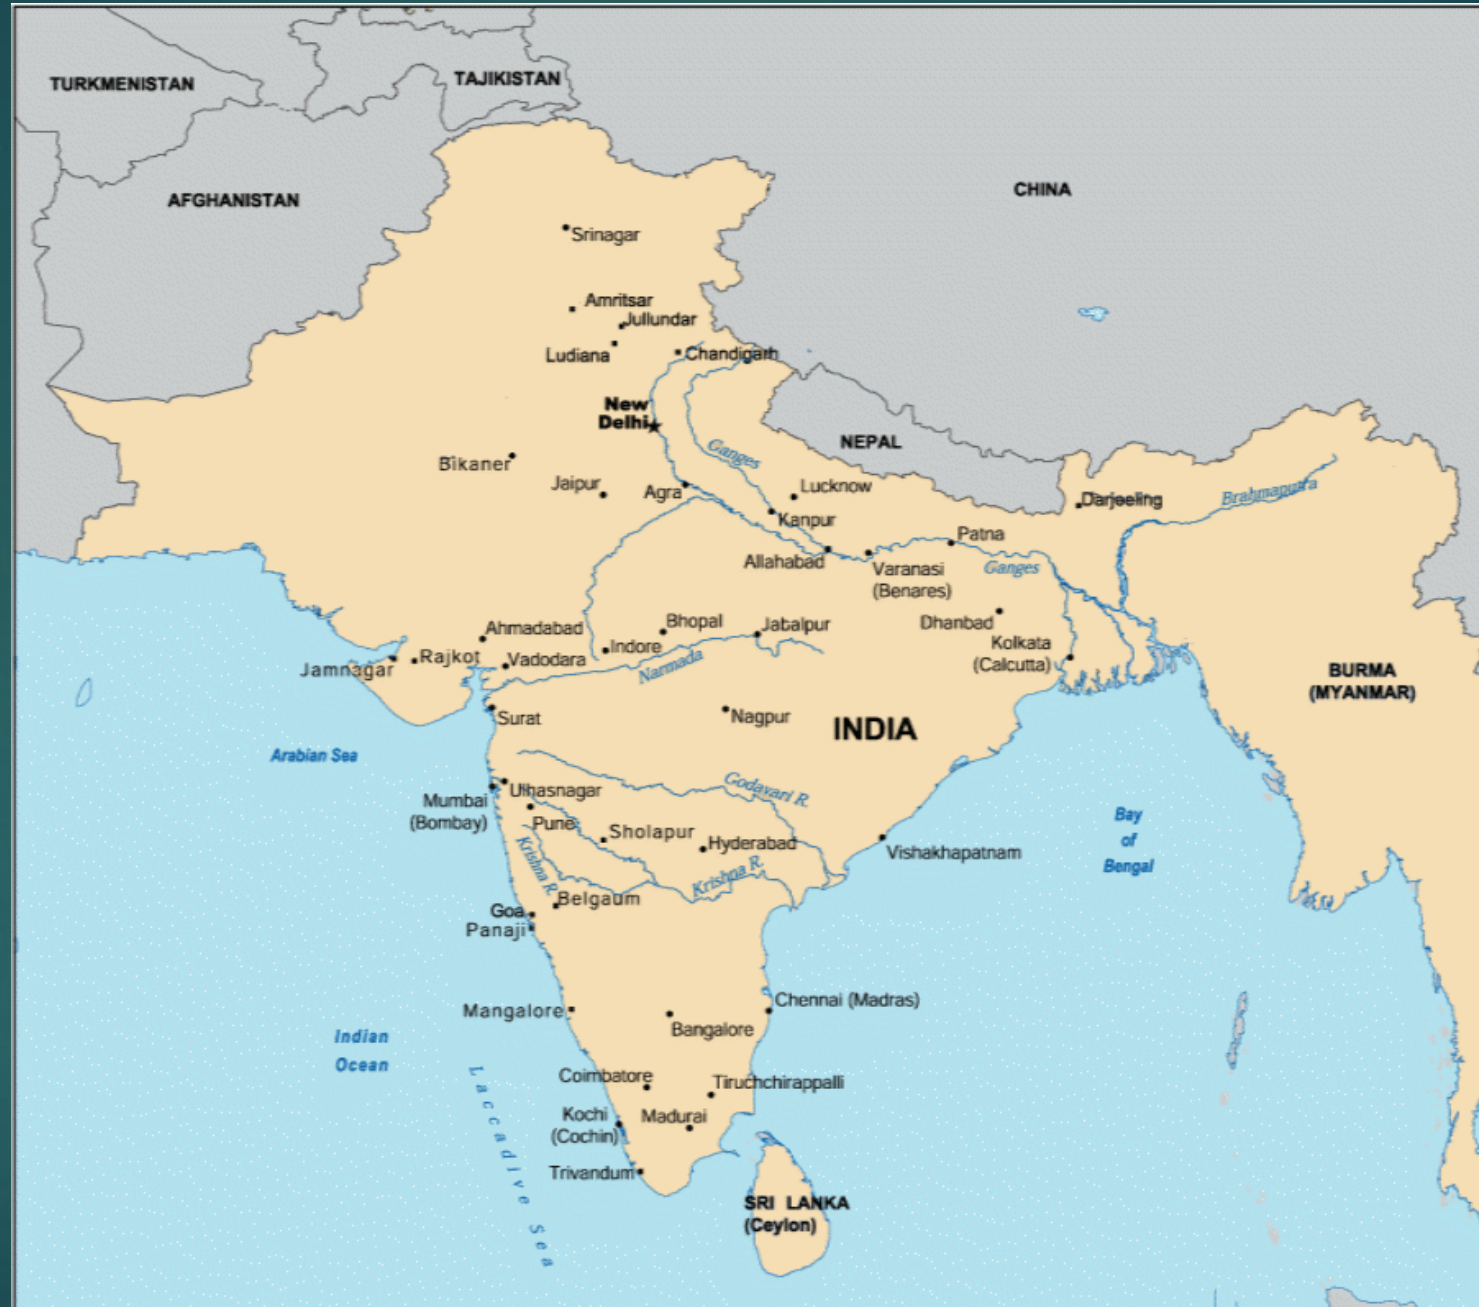 TURKMENISTAN
TAJIKISTAN
AFGHANISTAN
CHINA
Srinagar
Amritsar
Jullundar
Ludiana
Chandigarh
New
Delhi
NEPAL
Ganges
Bikaner
Jaipur
Agra
Lucknow
Kanpur
Darjeeling
Brahmaputra
Patna
Allahabad
Varanasi
(Benares)
Ganges
Dhanbad
Kolkata
(Calcutta)
Ahmadabad
Bhopal
Jabalpur
Jamnagar
Rajkot
Vadodara
Indore
Narmada
BURMA
(MYANMAR)
Surat
Nagpur
INDIA
Arabian Sea
Godavari R.
Ulhasnagar
Mumbai
(Bombay)
Pune
Sholapur
Hyderabad
Vishakhapatnam
Bay
of
Bengal
Krishna R.
Krishna R.
Belgaum
Goa
Panaji
Mangalore
Chennai (Madras)
Bangalore
Indian
Ocean
Coimbatore
Tiruchchirappalli
Kochi
(Cochin)
Madurai
Laccadive Sea
Trivandum
SRI LANKA
(Ceylon)